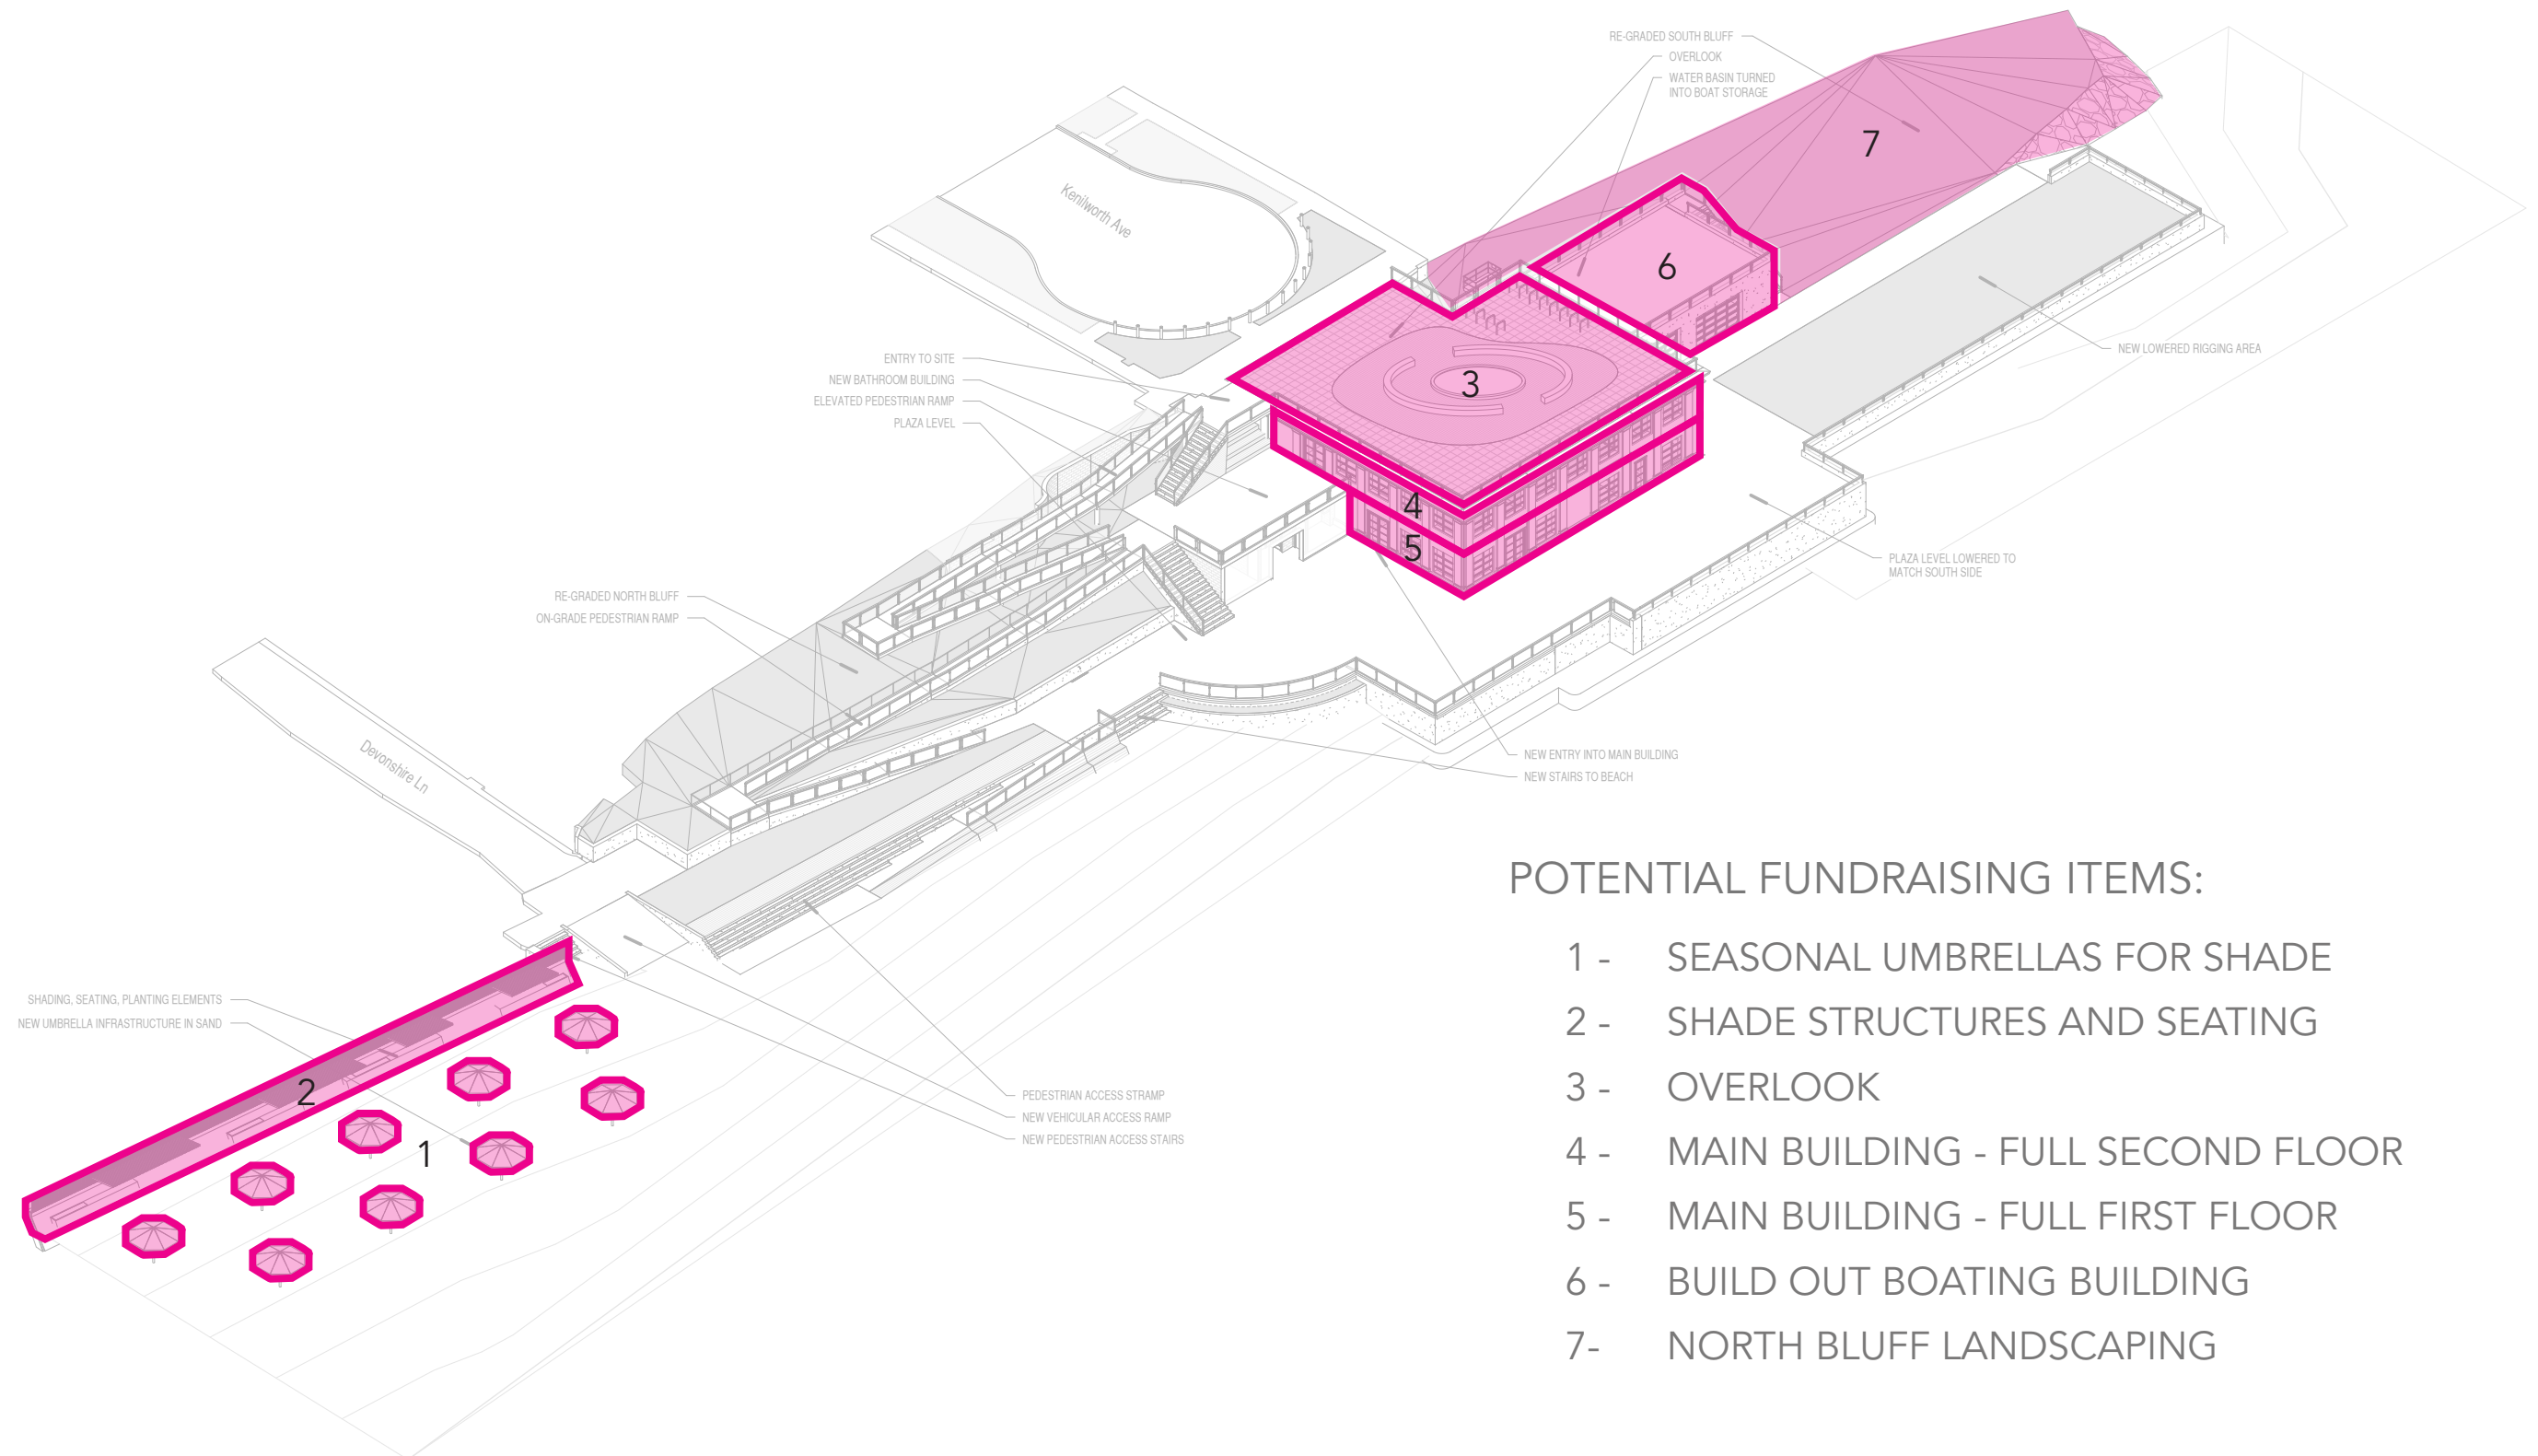 RE-GRADED SOUTH BLUFF
OVERLOOK
WATER BASIN TURNED
INTO BOAT STORAGE
7
Kenilworth Ave
6
ENTRY TO SITE
NEW BATHROOM BUILDING
ELEVATED PEDESTRIAN RAMP
PLAZA LEVEL
3
NEW LOWERED RIGGING AREA
4
5
PLAZA LEVEL LOWERED TO
MATCH SOUTH SIDE
RE-GRADED NORTH BLUFF
ON-GRADE PEDESTRIAN RAMP
Devonshire Ln
NEW ENTRY INTO MAIN BUILDING
NEW STAIRS TO BEACH
SHADING, SEATING, PLANTING ELEMENTS
NEW UMBRELLA INFRASTRUCTURE IN SAND
2
1
PEDESTRIAN ACCESS STRAMP
NEW VEHICULAR ACCESS RAMP
NEW PEDESTRIAN ACCESS STAIRS
POTENTIAL FUNDRAISING ITEMS:
1 - SEASONAL UMBRELLAS FOR SHADE
2 - SHADE STRUCTURES AND SEATING
3 - OVERLOOK
4 - MAIN BUILDING - FULL SECOND FLOOR
5 - MAIN BUILDING - FULL FIRST FLOOR
6 - BUILD OUT BOATING BUILDING
7- NORTH BLUFF LANDSCAPING